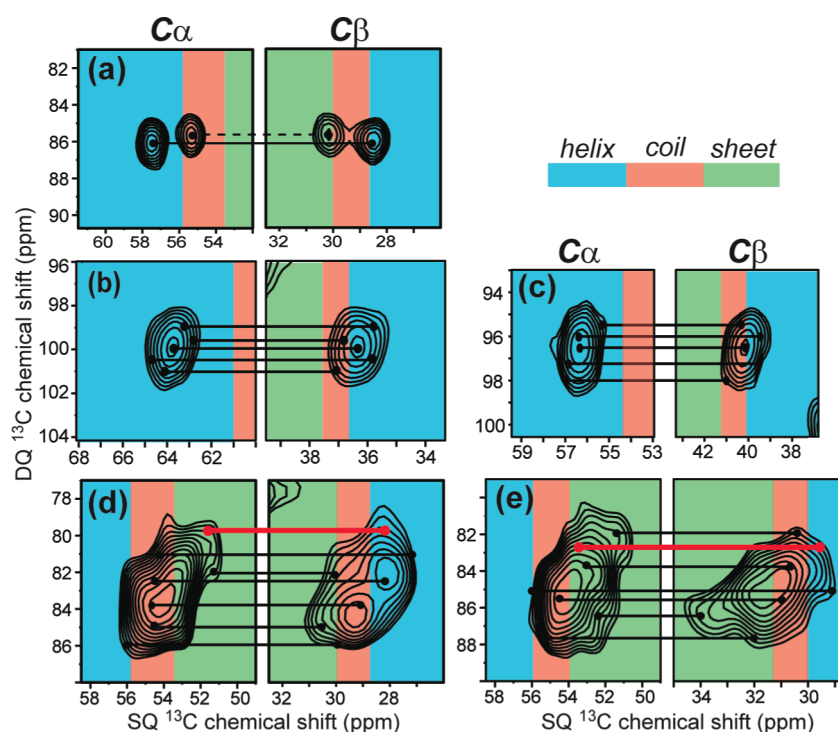 Cα Cβ
(a)
82
84
86
88
90
60 58 56 54 32 30 28
helix coil sheet
DQ ¹³C chemical shift (ppm)
(b)
96
98
100
102
104
68 66 64 62 38 36 34
Cα Cβ
(c)
94
96
98
100
59 57 55 53 42 40 38
(d)
78
80
82
84
86
58 56 54 52 50 32 30 28
SQ ¹³C chemical shift (ppm)
(e)
80
82
84
86
88
90
58 56 54 52 50 34 32 30
SQ ¹³C chemical shift (ppm)